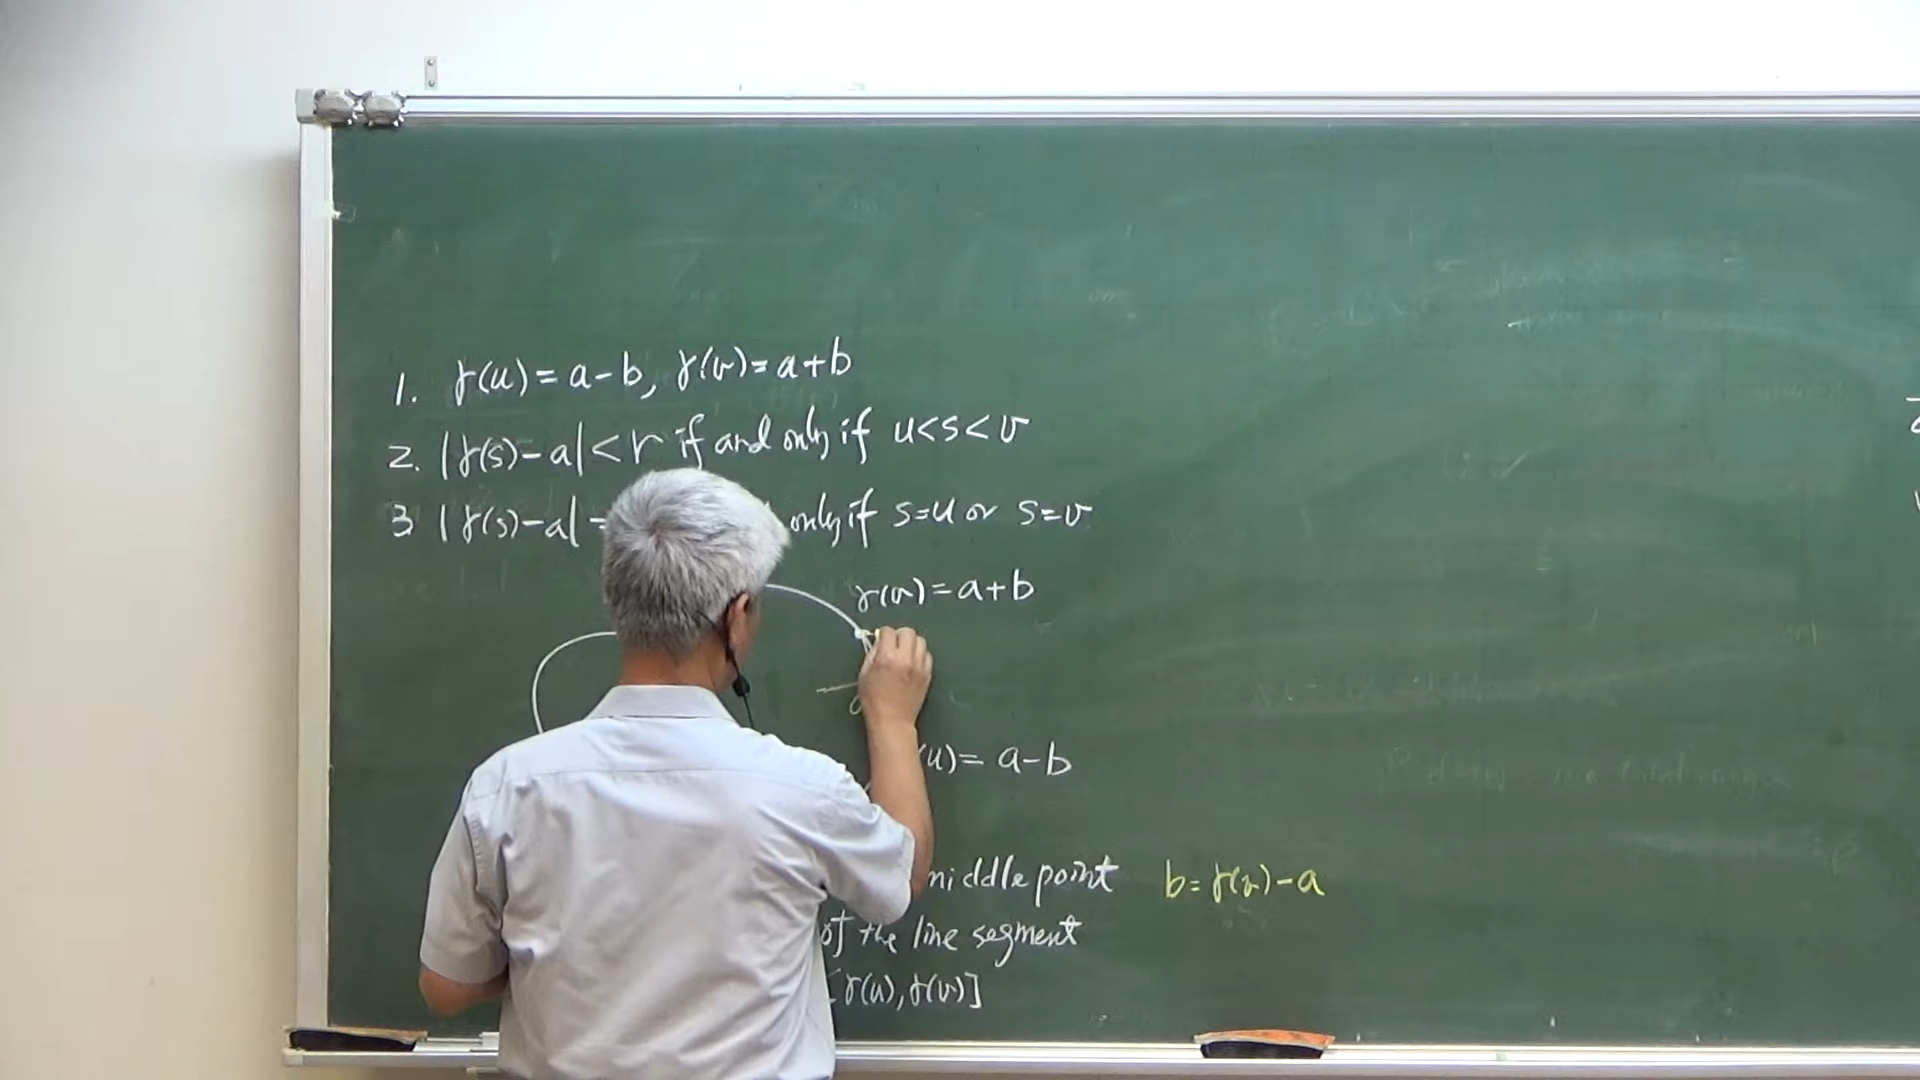 1. γ(u) = a - b, γ(v) = a + b
2. |γ(s) - a| < r if and only if u < s < v
3 |γ(s) - a| = only if s = u or s = v
γ(v) = a + b
(u) = a - b
middle point b = γ(v) - a
of the line segment
[γ(u), γ(v)]